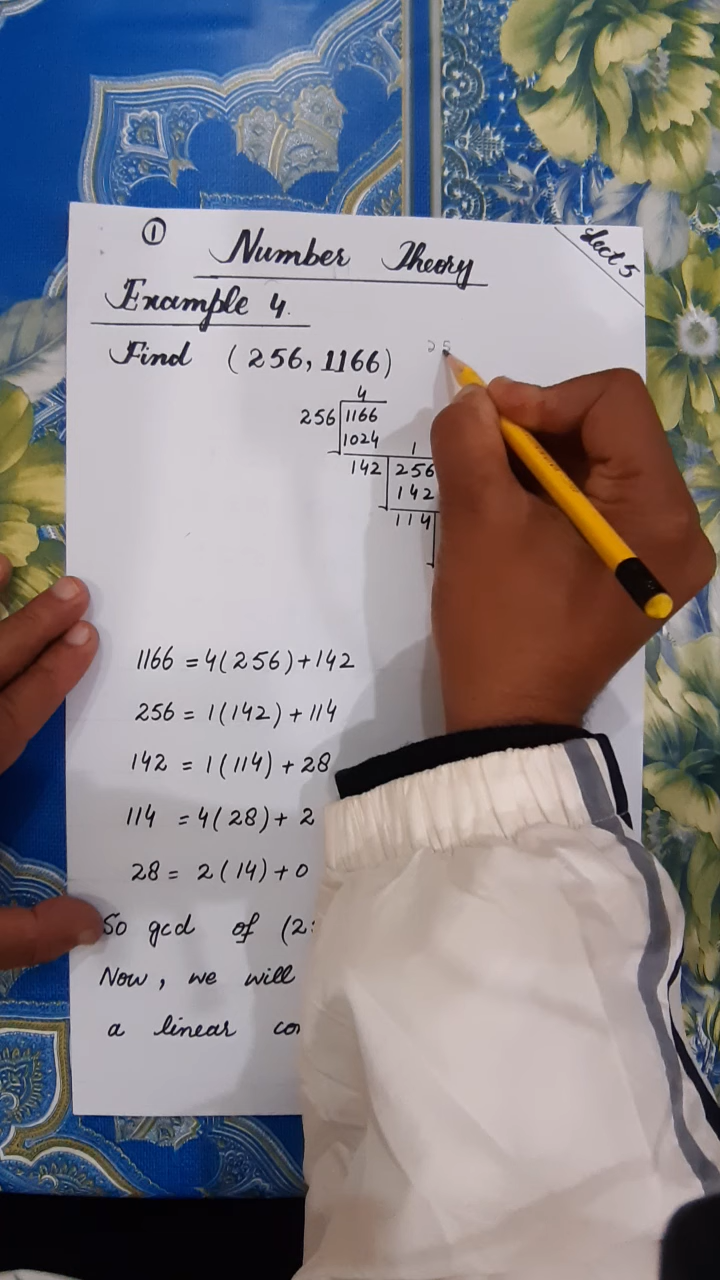 ①
Number Theory
Lect 5
Example 4.
Find (256, 1166)
25
4
256 1166
1024
1
142 256
142
114
1166 = 4(256)+142
256 = 1(142) + 114
142 = 1(114) + 28
114 = 4(28) + 2
28 = 2(14) + 0
So gcd of (2
Now, we will
a linear